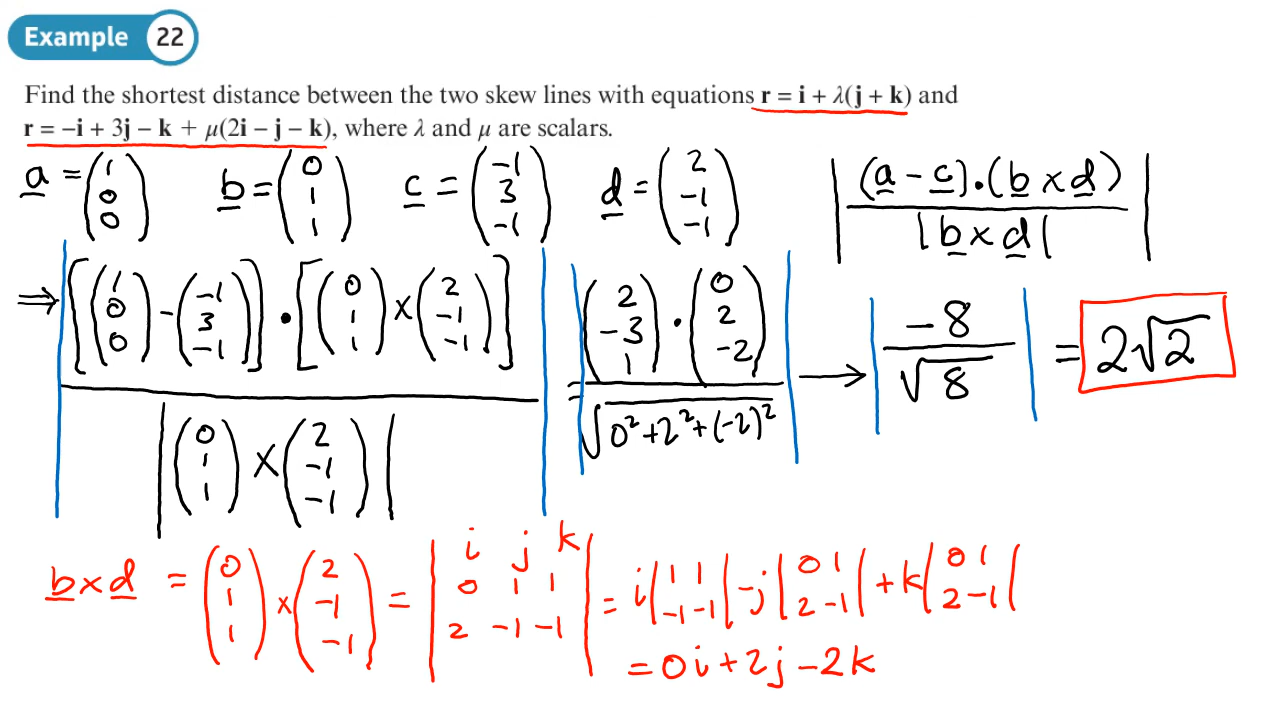 Example 22
Find the shortest distance between the two skew lines with equations r = i + λ(j + k) and
r = −i + 3j − k + μ(2i − j − k), where λ and μ are scalars.
a = (1 0 0) b = (0 1 1) c = (-1 3 -1) d = (2 -1 -1) |(a - c)·(b × d) / |b × d||
⇒ |[(1 0 0) - (-1 3 -1)] · [(0 1 1) × (2 -1 -1)] / |(0 1 1) × (2 -1 -1)|| = |(2 -3 1) · (0 2 -2) / √(0² + 2² + (-2)²)| → |-8 / √8| = 2√2
b × d = (0 1 1) × (2 -1 -1) = |i j k 0 1 1 2 -1 -1| = i|1 1 -1 -1| - j|0 1 2 -1| + k|0 1 2 -1|
= 0i + 2j - 2k